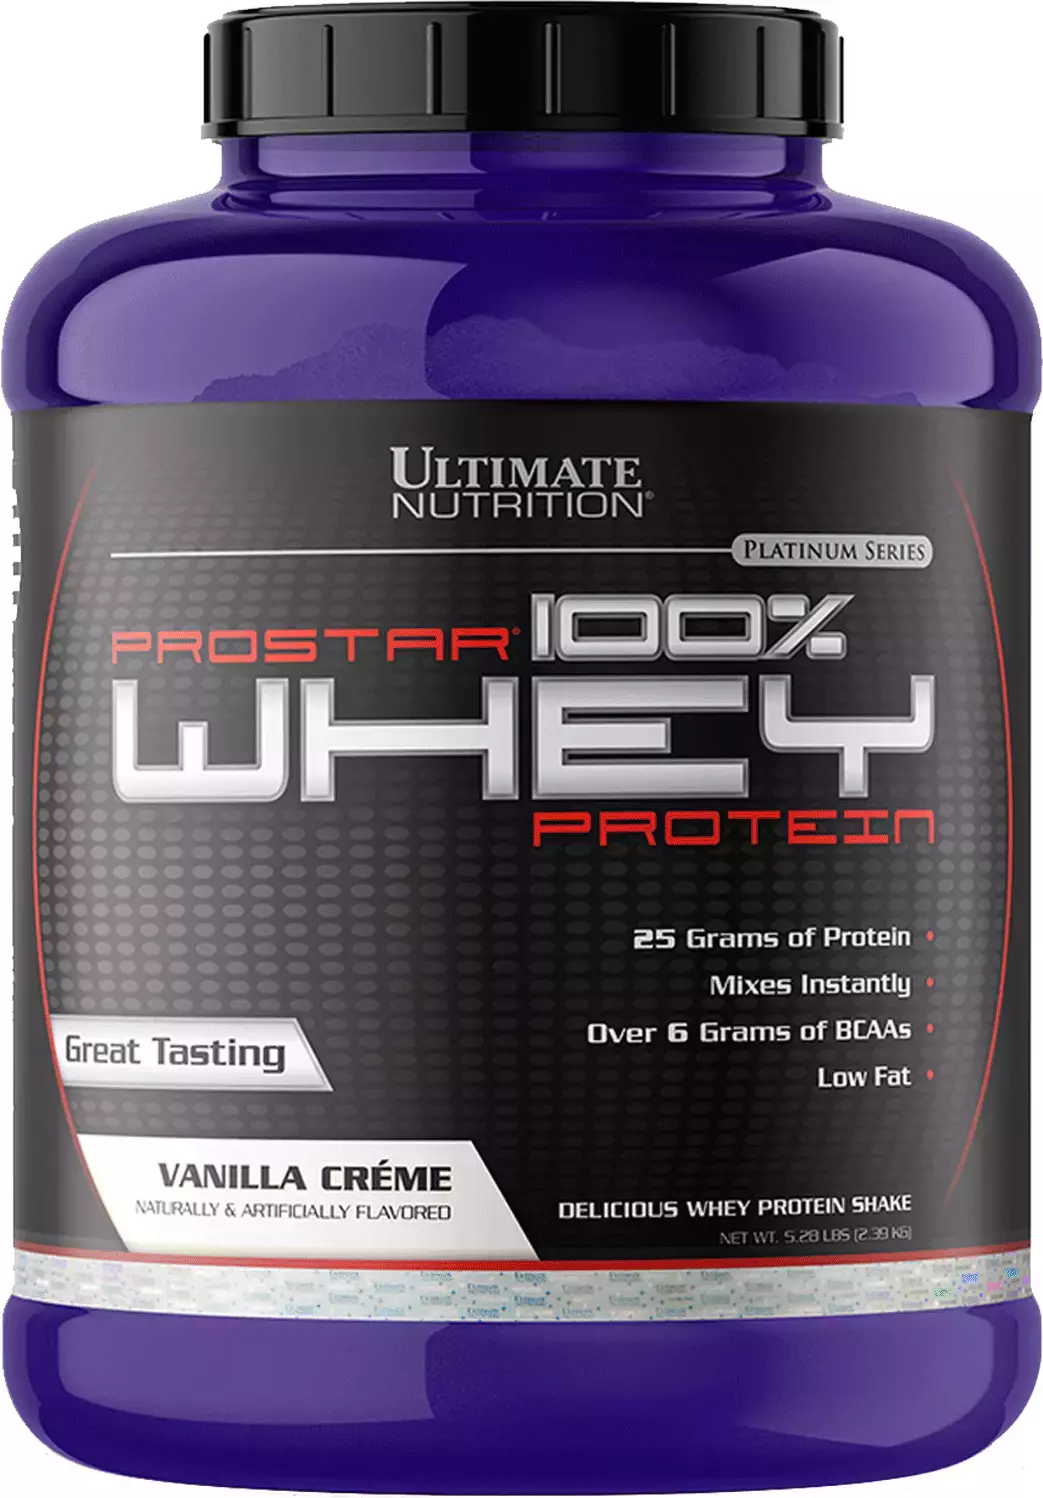 ULTIMATE
NUTRITION®
PLATINUM SERIES
PROSTAR® 100%
WHEY
PROTEIN
25 Grams of Protein •
Mixes Instantly •
Over 6 Grams of BCAAs •
Low Fat •
Great Tasting
VANILLA CRÉME
NATURALLY & ARTIFICIALLY FLAVORED
DELICIOUS WHEY PROTEIN SHAKE
NET WT. 5.28 LBS (2.39 KG)